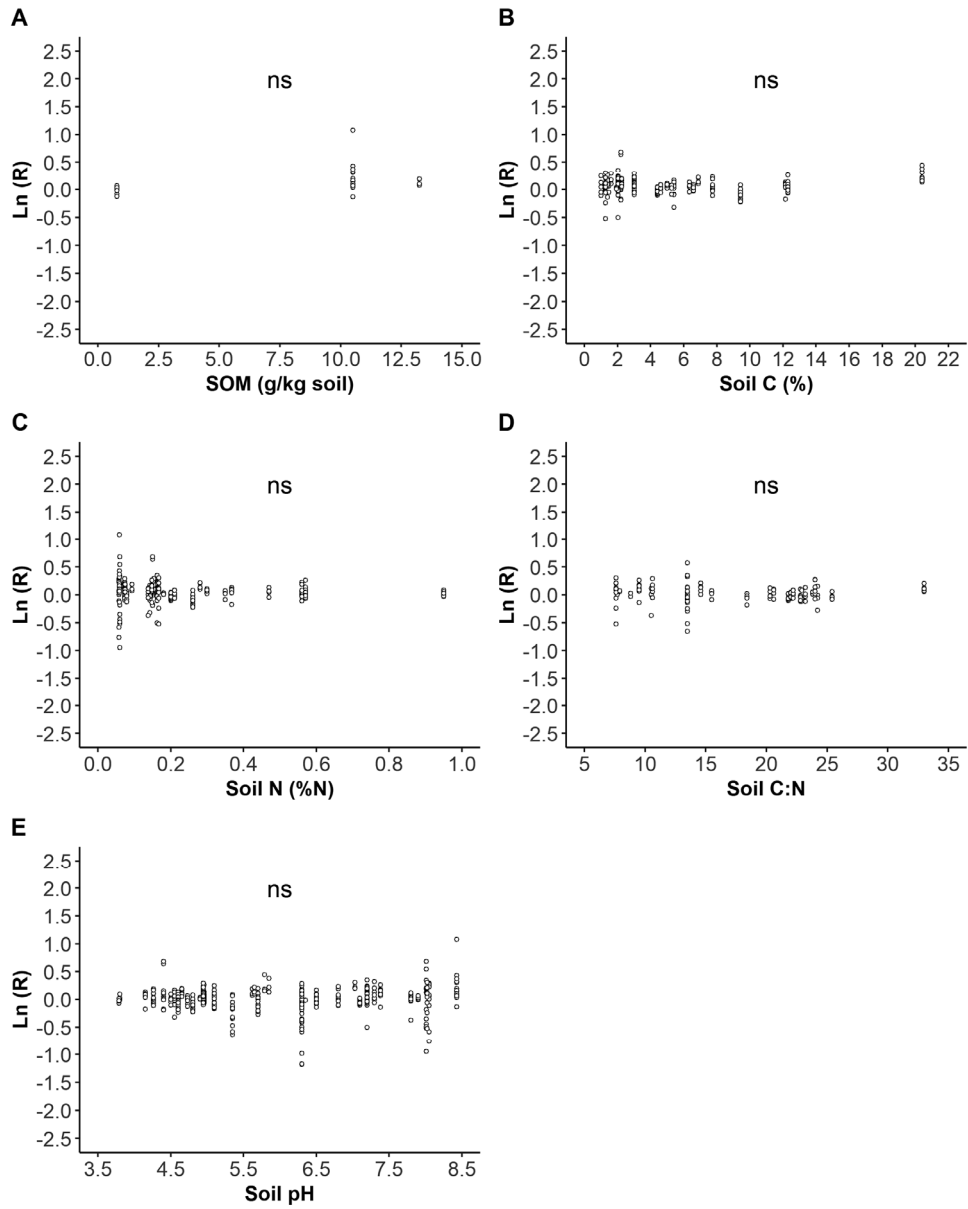 A
2.5
2.0
1.5
1.0
0.5
0.0
-0.5
-1.0
-1.5
-2.0
-2.5
Ln (R)
ns
0.0 2.5 5.0 7.5 10.0 12.5 15.0
SOM (g/kg soil)
B
2.5
2.0
1.5
1.0
0.5
0.0
-0.5
-1.0
-1.5
-2.0
-2.5
Ln (R)
ns
0 2 4 6 8 10 12 14 16 18 20 22
Soil C (%)
C
2.5
2.0
1.5
1.0
0.5
0.0
-0.5
-1.0
-1.5
-2.0
-2.5
Ln (R)
ns
0.0 0.2 0.4 0.6 0.8 1.0
Soil N (%N)
D
2.5
2.0
1.5
1.0
0.5
0.0
-0.5
-1.0
-1.5
-2.0
-2.5
Ln (R)
ns
5 10 15 20 25 30 35
Soil C:N
E
2.5
2.0
1.5
1.0
0.5
0.0
-0.5
-1.0
-1.5
-2.0
-2.5
Ln (R)
ns
3.5 4.5 5.5 6.5 7.5 8.5
Soil pH